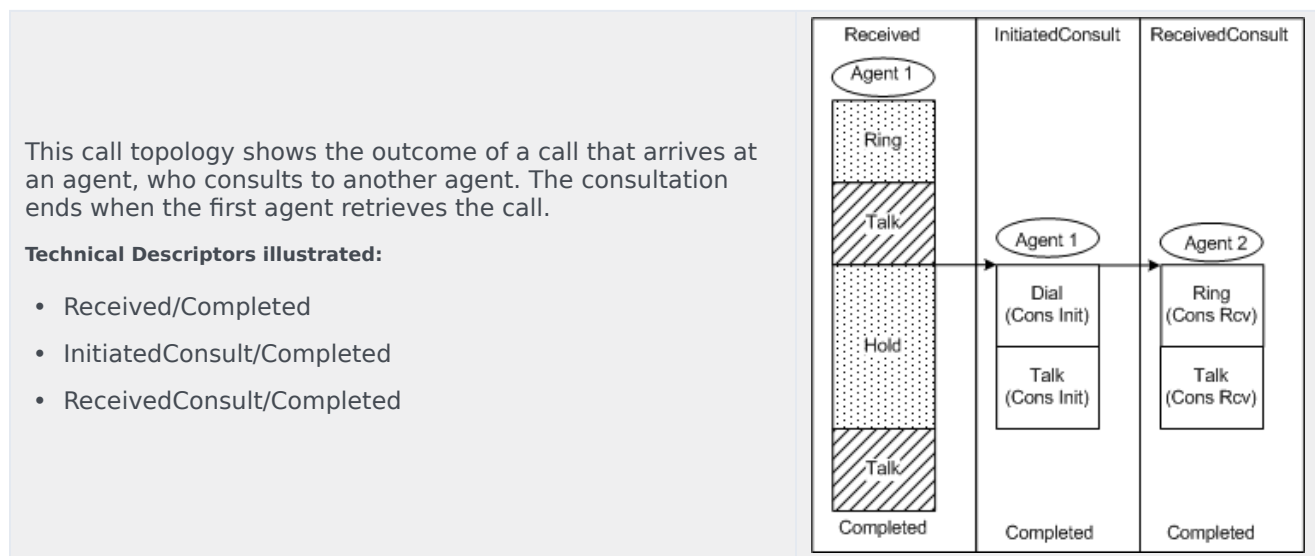 This call topology shows the outcome of a call that arrives at
an agent, who consults to another agent. The consultation
ends when the first agent retrieves the call.
Technical Descriptors illustrated:
• Received/Completed
• InitiatedConsult/Completed
• ReceivedConsult/Completed
Received
Agent 1
Ring
Talk
Hold
Talk
Completed
InitiatedConsult
Agent 1
Dial
(Cons Init)
Talk
(Cons Init)
Completed
ReceivedConsult
Agent 2
Ring
(Cons Rcv)
Talk
(Cons Rcv)
Completed